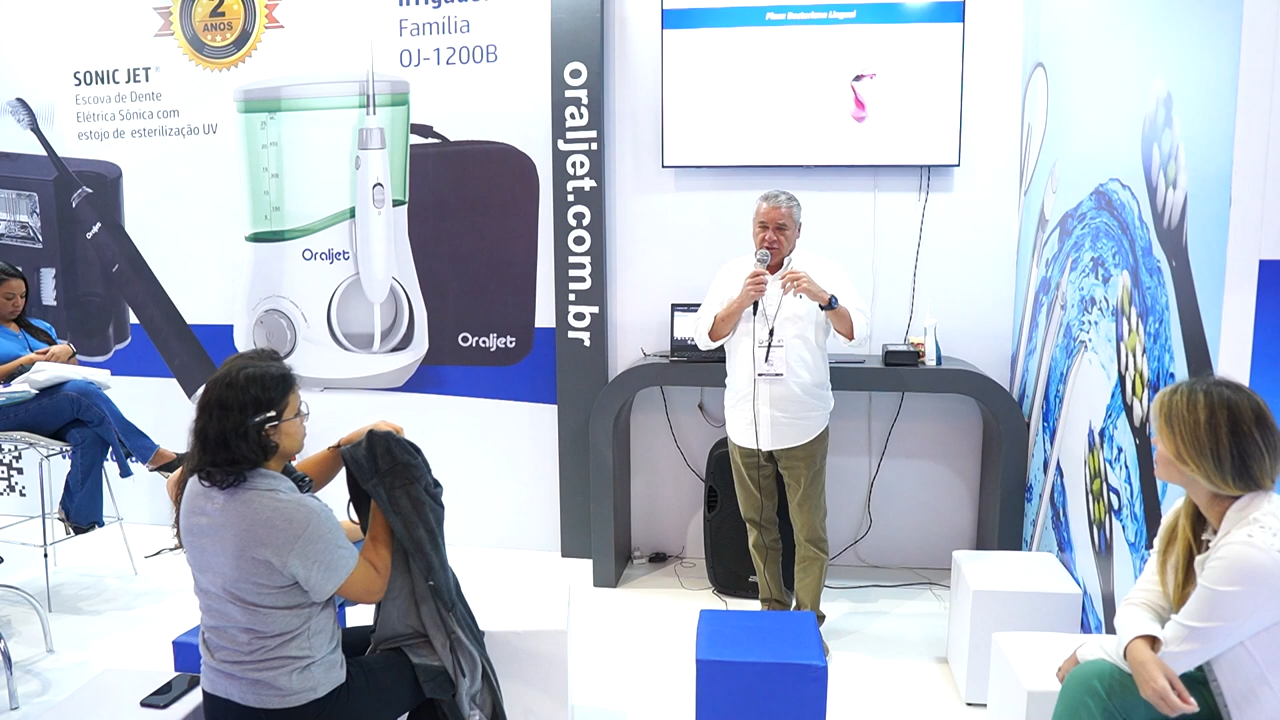 2
ANOS
Família
OJ-1200B
SONIC JET
Escova de Dente
Elétrica Sônica com
estojo de esterilização UV
Oraljet
Oraljet
Oraljet
oraljet.com.br